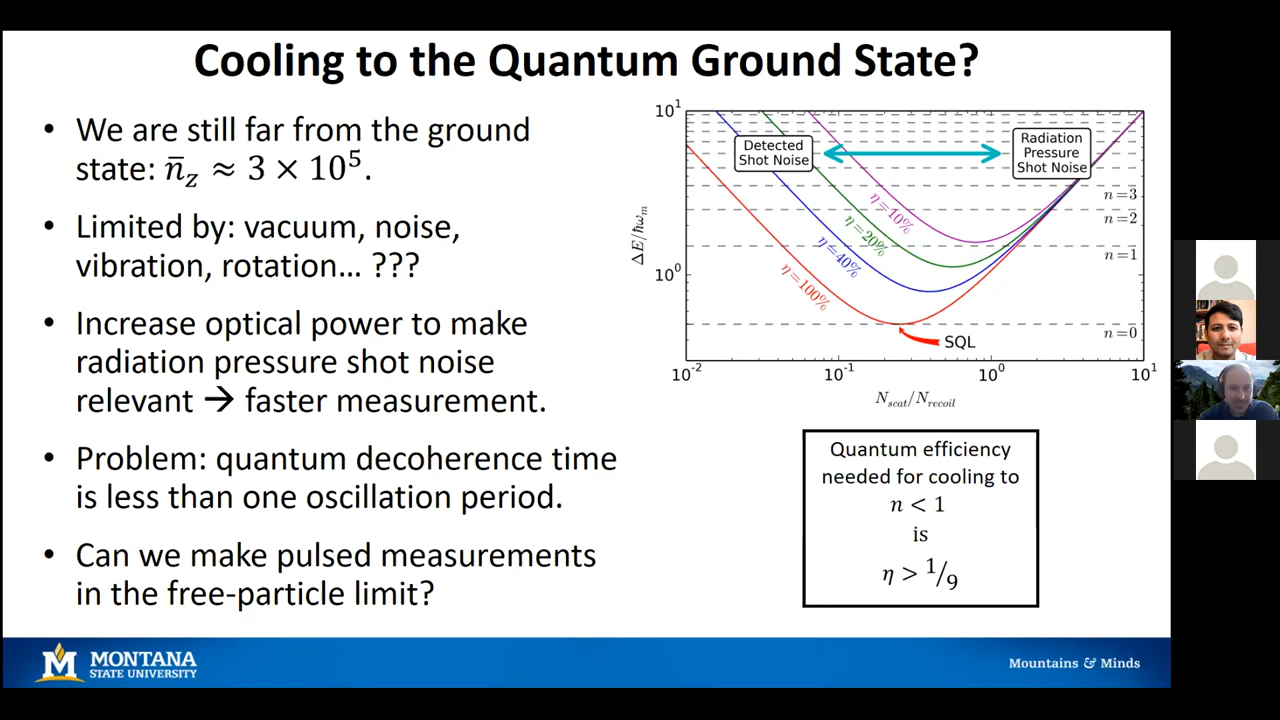 Cooling to the Quantum Ground State?
• We are still far from the ground
state: n̄_z ≈ 3 × 10⁵.
• Limited by: vacuum, noise,
vibration, rotation… ???
• Increase optical power to make
radiation pressure shot noise
relevant → faster measurement.
• Problem: quantum decoherence time
is less than one oscillation period.
• Can we make pulsed measurements
in the free-particle limit?
10¹
10⁰
ΔE/ħω_m
Detected
Shot Noise
Radiation
Pressure
Shot Noise
η=10%
η=20%
η=40%
η=100%
n=3
n=2
n=1
n=0
SQL
10⁻²
10⁻¹
10⁰
10¹
N_scat/N_recoil
Quantum efficiency
needed for cooling to
n < 1
is
η > 1/9
M MONTANA
STATE UNIVERSITY
Mountains & Minds